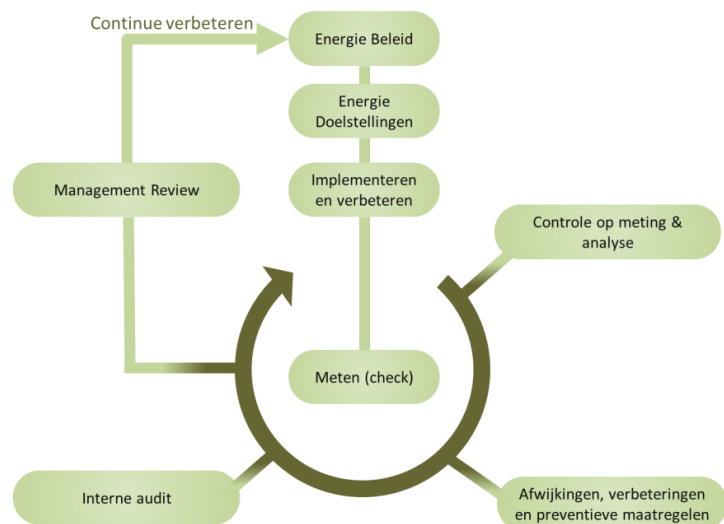 Continue verbeteren
Energie Beleid
Energie
Doelstellingen
Management Review
Implementeren
en verbeteren
Controle op meting &
analyse
Meten (check)
Interne audit
Afwijkingen, verbeteringen
en preventieve maatregelen